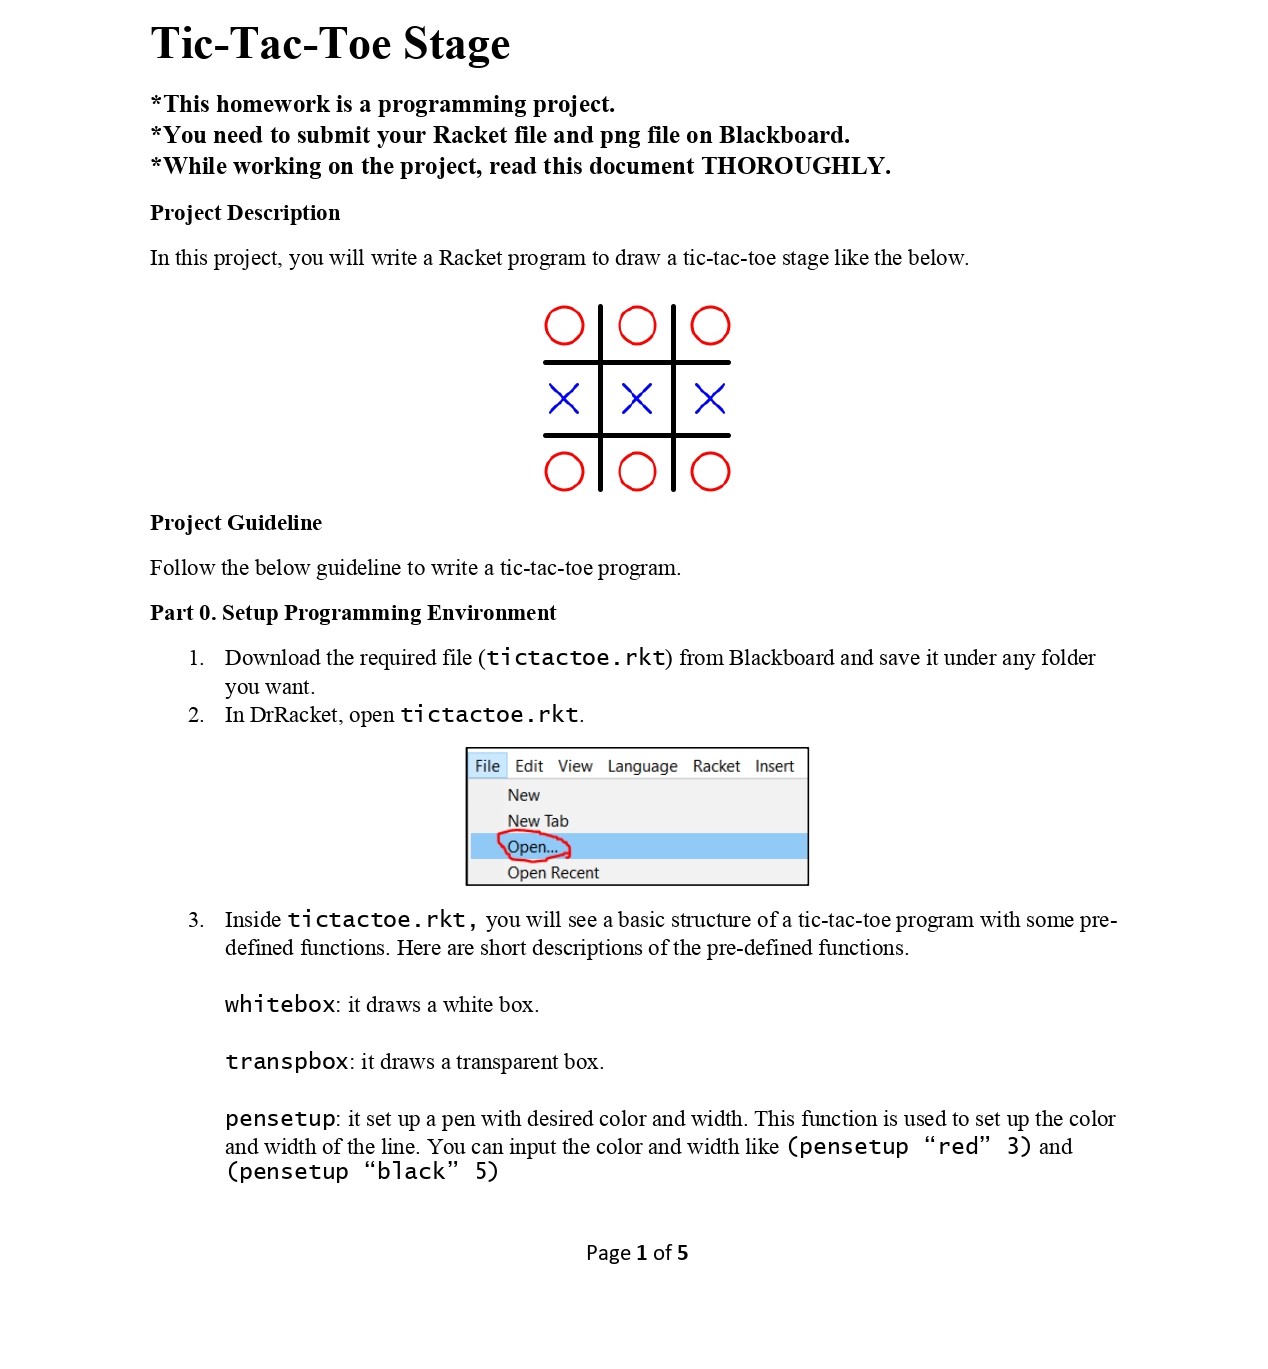 Tic-Tac-Toe Stage
*This homework is a programming project.
*You need to submit your Racket file and png file on Blackboard.
*While working on the project, read this document THOROUGHLY.
Project Description
In this project, you will write a Racket program to draw a tic-tac-toe stage like the below.
Project Guideline
Follow the below guideline to write a tic-tac-toe program.
Part 0. Setup Programming Environment
1. Download the required file (tictactoe.rkt) from Blackboard and save it under any folder
you want.
2. In DrRacket, open tictactoe.rkt.
File Edit View Language Racket Insert
New
New Tab
Open...
Open Recent
3. Inside tictactoe.rkt, you will see a basic structure of a tic-tac-toe program with some pre-
defined functions. Here are short descriptions of the pre-defined functions.
whitebox: it draws a white box.
transpbox: it draws a transparent box.
pensetup: it set up a pen with desired color and width. This function is used to set up the color
and width of the line. You can input the color and width like (pensetup “red” 3) and
(pensetup “black” 5)
Page 1 of 5